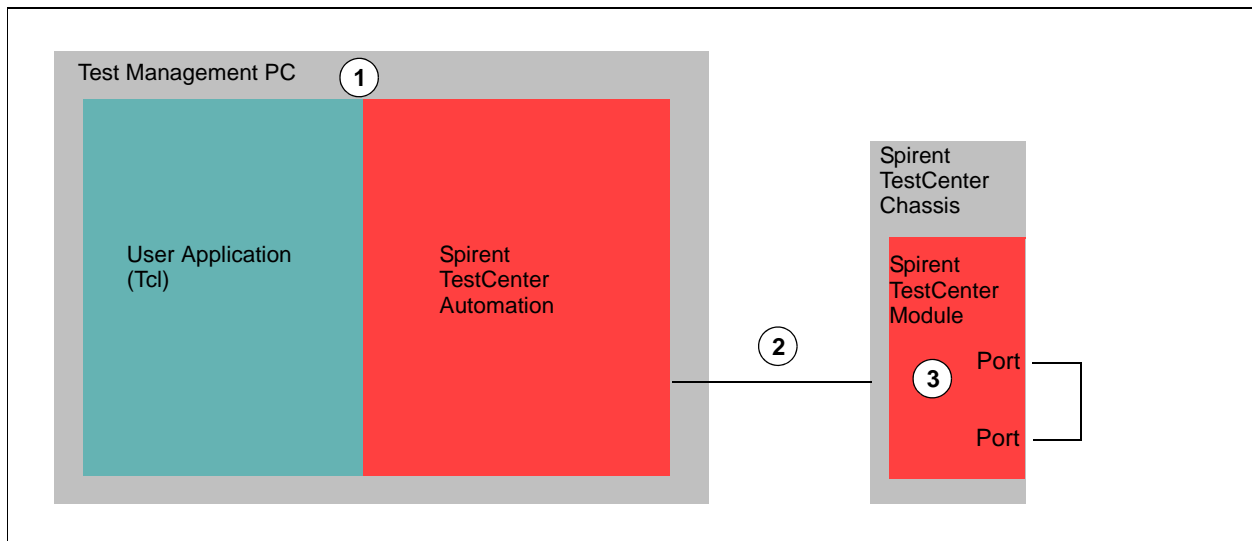 Test Management PC
1
User Application
(Tcl)
Spirent
TestCenter
Automation
2
Spirent
TestCenter
Chassis
Spirent
TestCenter
Module
3
Port
Port